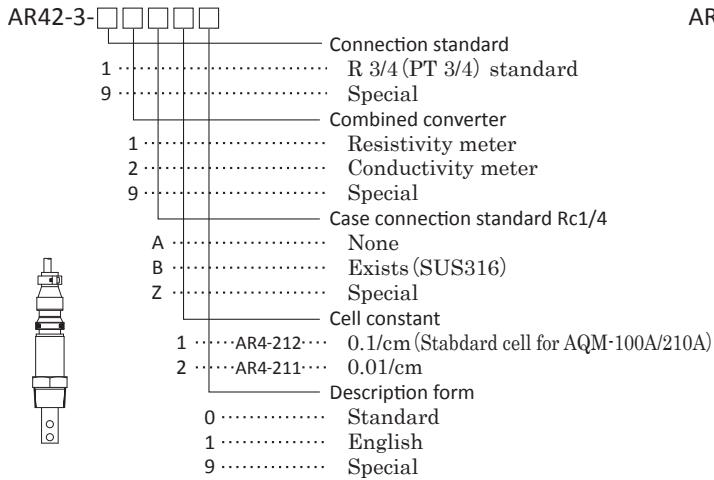 AR42-3-□□□□□
AR
Connection standard
1 ·················· R 3/4 (PT 3/4) standard
9 ·················· Special
Combined converter
1 ·················· Resistivity meter
2 ·················· Conductivity meter
9 ·················· Special
Case connection standard Rc1/4
A ·················· None
B ·················· Exists (SUS316)
Z ·················· Special
Cell constant
1 ·····AR4-212···· 0.1/cm (Stabdard cell for AQM-100A/210A)
2 ·····AR4-211···· 0.01/cm
Description form
0 ·············· Standard
1 ·············· English
9 ·············· Special